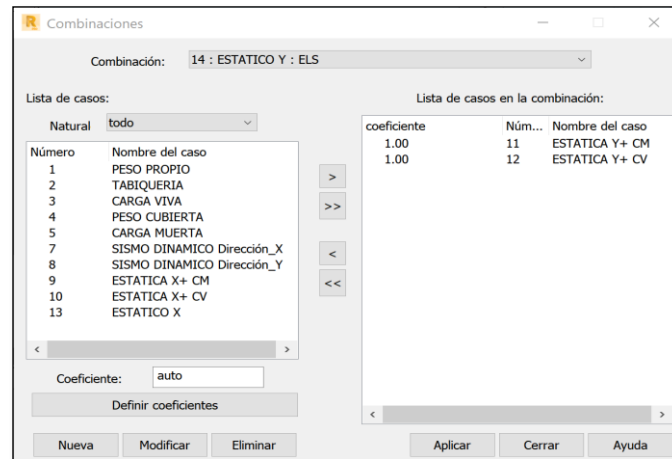 Combinaciones
Combinación: 14 : ESTATICO Y : ELS
Lista de casos:
Natural todo
Número Nombre del caso
1 PESO PROPIO
2 TABIQUERIA
3 CARGA VIVA
4 PESO CUBIERTA
5 CARGA MUERTA
7 SISMO DINAMICO Dirección_X
8 SISMO DINAMICO Dirección_Y
9 ESTATICA X+ CM
10 ESTATICA X+ CV
13 ESTATICO X
Coeficiente: auto
Definir coeficientes
Nueva Modificar Eliminar
>
>>
<
<<
Lista de casos en la combinación:
coeficiente Núm... Nombre del caso
1.00 11 ESTATICA Y+ CM
1.00 12 ESTATICA Y+ CV
Aplicar Cerrar Ayuda